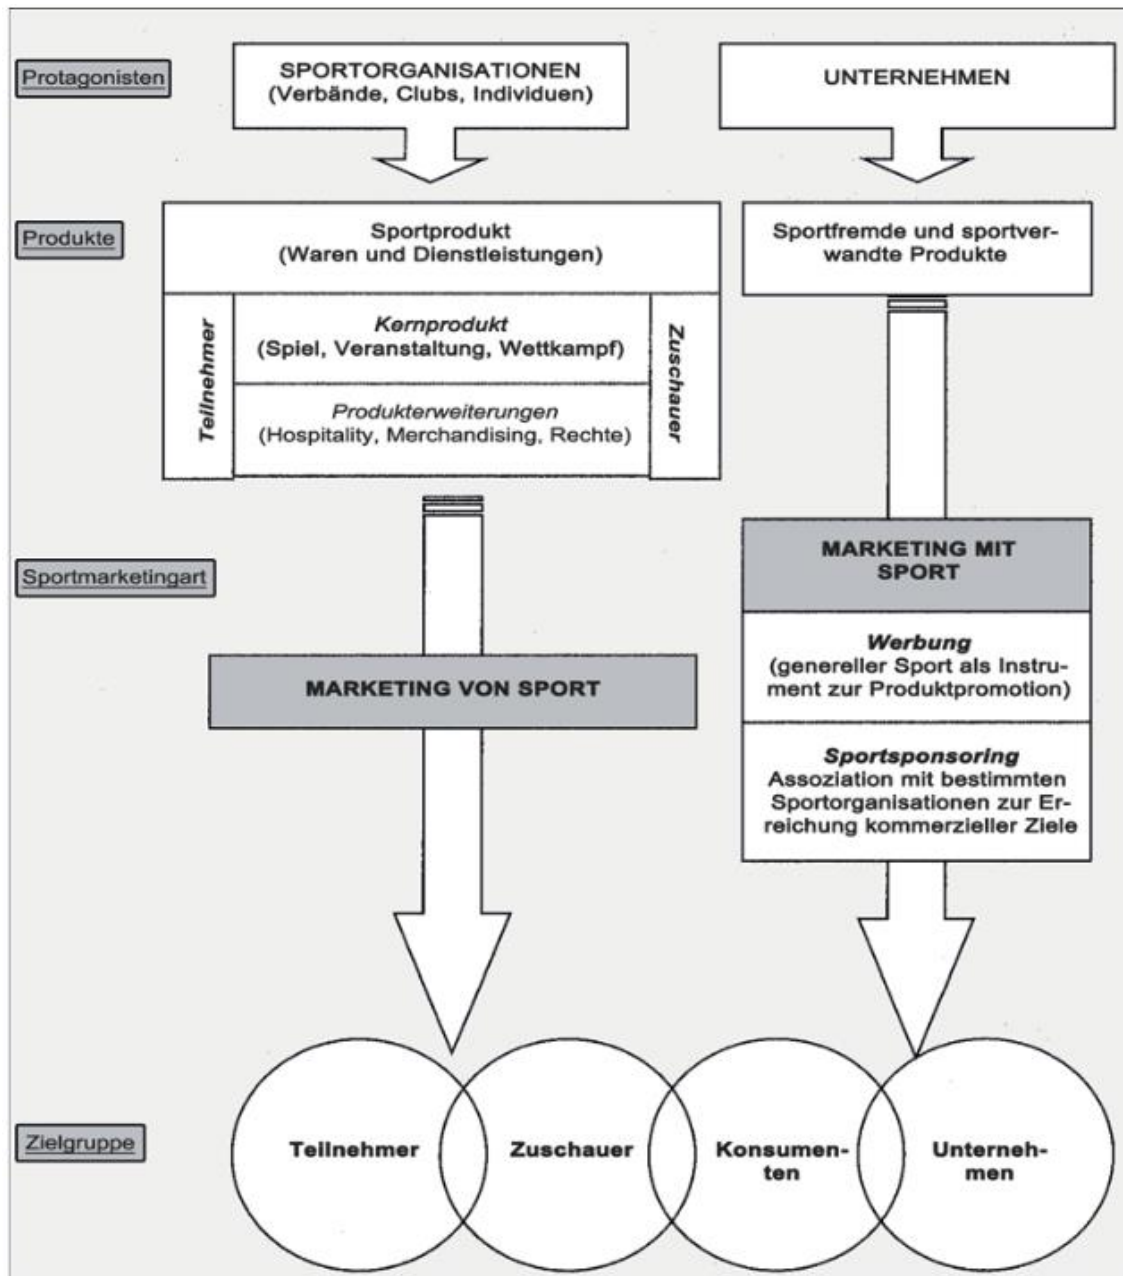 Protagonisten
SPORTORGANISATIONEN
(Verbände, Clubs, Individuen)
UNTERNEHMEN
Produkte
Sportprodukt
(Waren und Dienstleistungen)
Sportfremde und sportver-
wandte Produkte
Teilnehmer
Kernprodukt
(Spiel, Veranstaltung, Wettkampf)
Produkterweiterungen
(Hospitality, Merchandising, Rechte)
Zuschauer
Sportmarketingart
MARKETING VON SPORT
MARKETING MIT
SPORT
Werbung
(genereller Sport als Instru-
ment zur Produktpromotion)
Sportsponsoring
Assoziation mit bestimmten
Sportorganisationen zur Er-
reichung kommerzieller Ziele
Zielgruppe
Teilnehmer
Zuschauer
Konsumen-
ten
Unterneh-
men